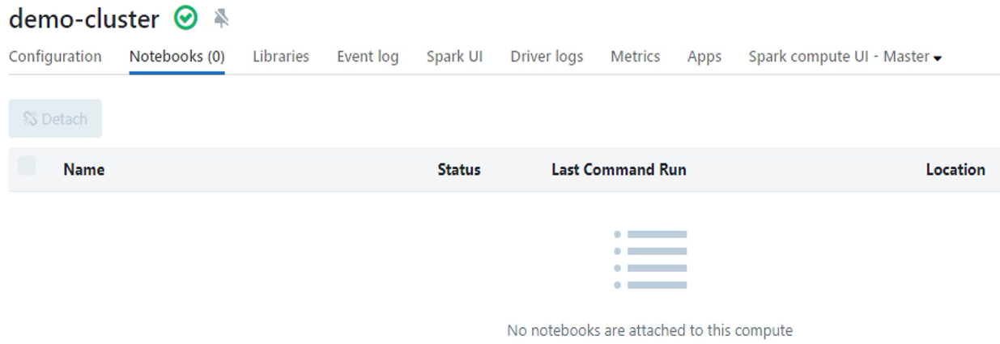 demo-cluster
Configuration Notebooks (0) Libraries Event log Spark UI Driver logs Metrics Apps Spark compute UI - Master
Detach
Name Status Last Command Run Location
No notebooks are attached to this compute